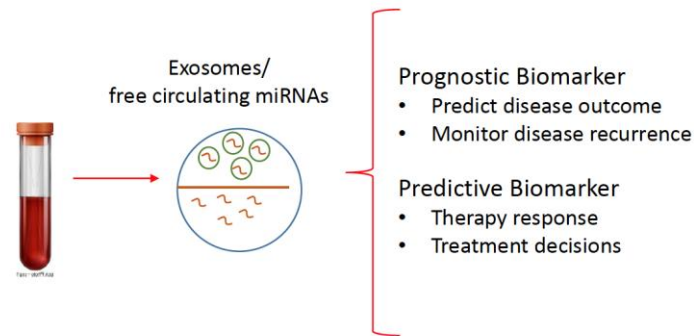 Exosomes/
free circulating miRNAs
Prognostic Biomarker
• Predict disease outcome
• Monitor disease recurrence
Predictive Biomarker
• Therapy response
• Treatment decisions